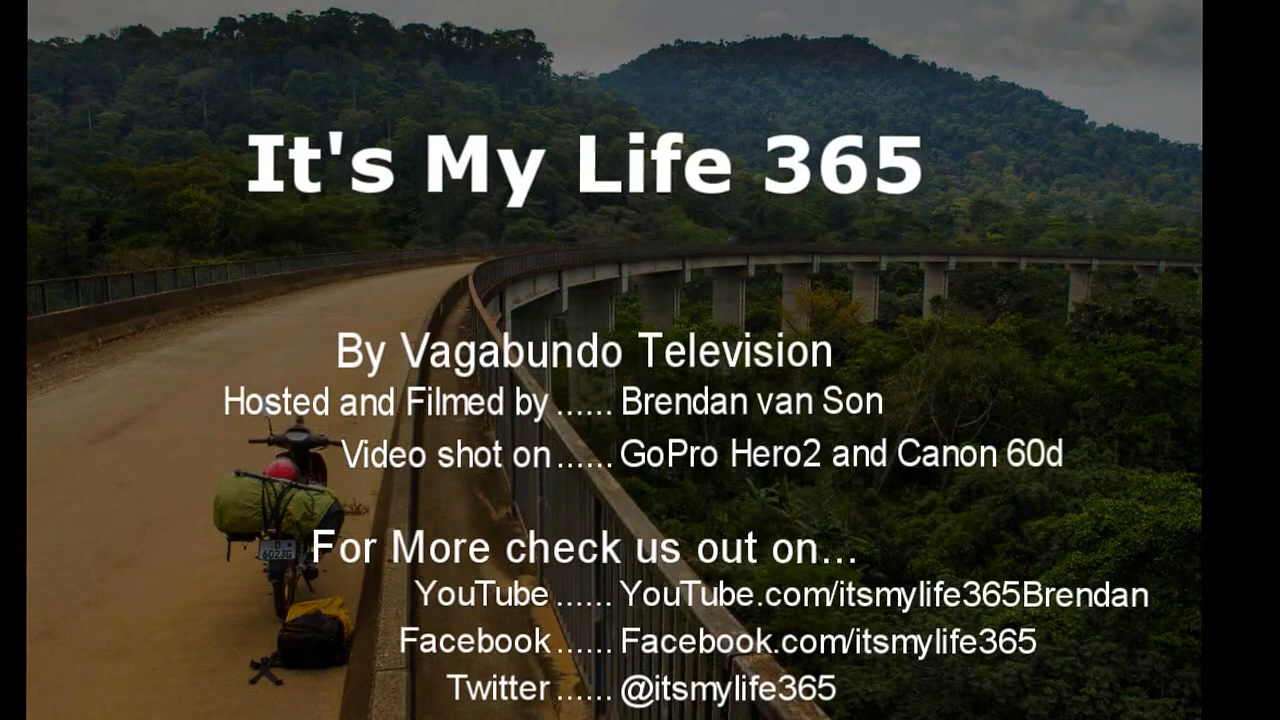 It's My Life 365
By Vagabundo Television
Hosted and Filmed by ...... Brendan van Son
Video shot on ...... GoPro Hero2 and Canon 60d
For More check us out on...
D
6023G
YouTube ...... YouTube.com/itsmylife365Brendan
Facebook ...... Facebook.com/itsmylife365
Twitter ...... @itsmylife365